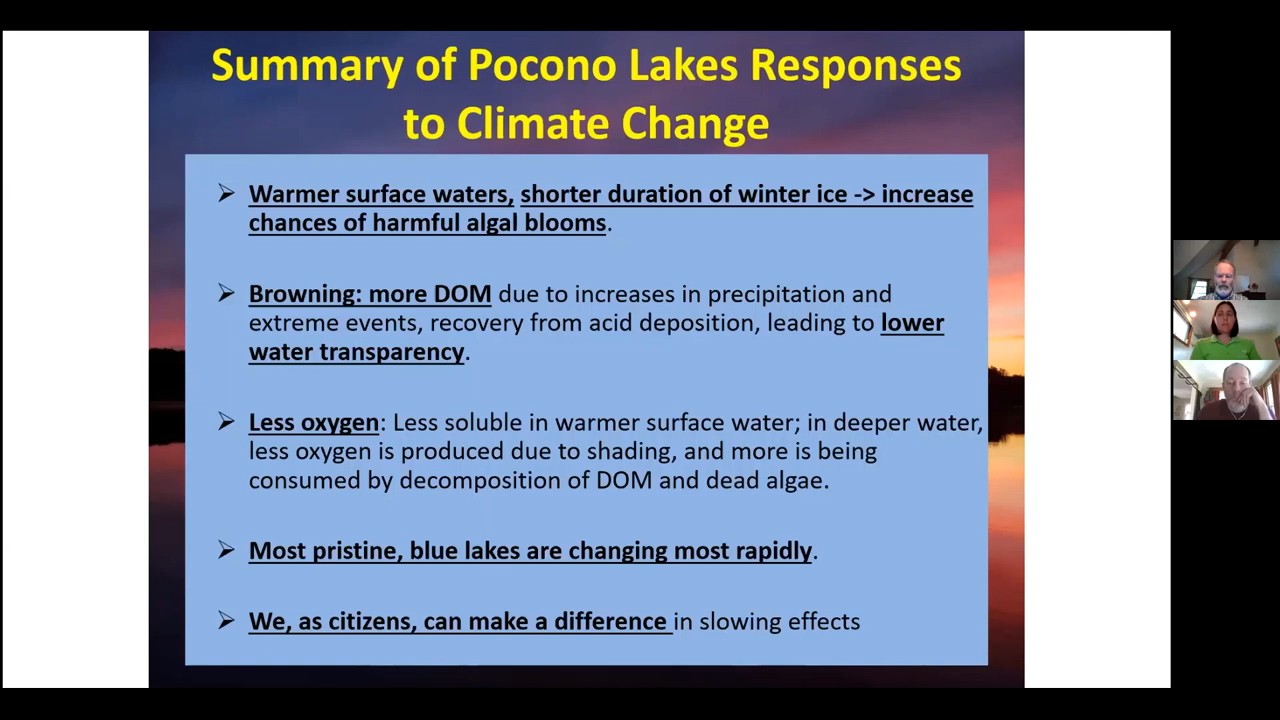 Summary of Pocono Lakes Responses
to Climate Change
➢ Warmer surface waters, shorter duration of winter ice -> increase
chances of harmful algal blooms.
➢ Browning: more DOM due to increases in precipitation and
extreme events, recovery from acid deposition, leading to lower
water transparency.
➢ Less oxygen: Less soluble in warmer surface water; in deeper water,
less oxygen is produced due to shading, and more is being
consumed by decomposition of DOM and dead algae.
➢ Most pristine, blue lakes are changing most rapidly.
➢ We, as citizens, can make a difference in slowing effects